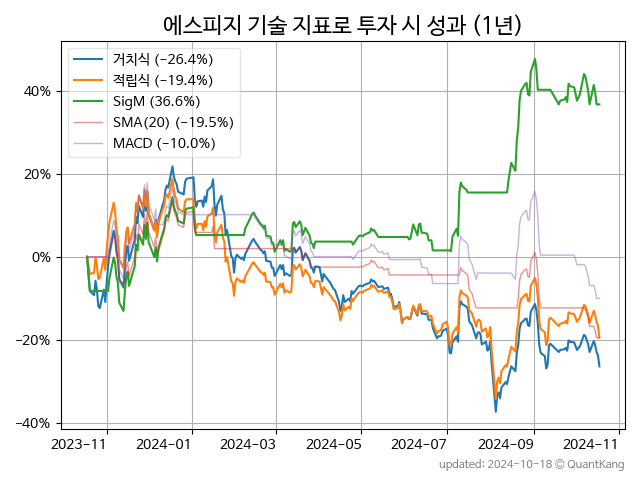 에스피지 기술 지표로 투자 시 성과 (1년)
거치식 (−26.4%)
적립식 (−19.4%)
SigM (36.6%)
SMA(20) (−19.5%)
MACD (−10.0%)
40%
20%
0%
−20%
−40%
2023-11 2024-01 2024-03 2024-05 2024-07 2024-09 2024-11
updated: 2024-10-18 © QuantKang